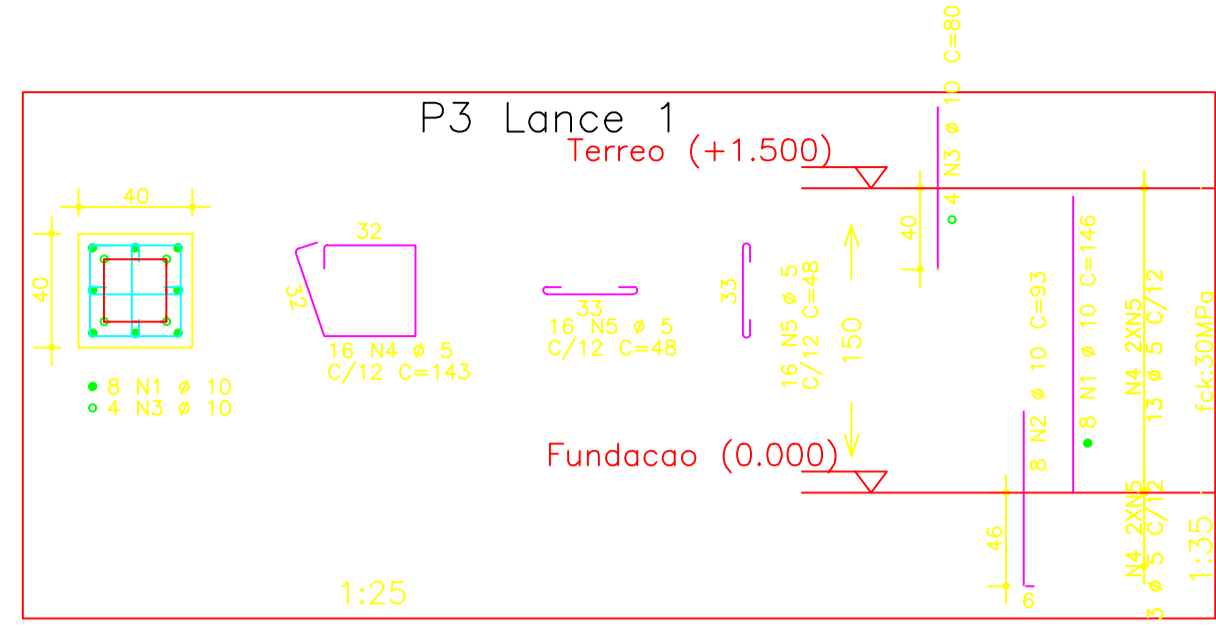 P3 Lance 1
Terreo (+1.500)
40
40
8 N1 ø 10
4 N3 ø 10
32
32
16 N4 ø 5
C/12 C=143
33
16 N5 ø 5
C/12 C=48
33
16 N5 ø 5
C/12 C=48
150
Fundacao (0.000)
40
4 N3 ø 10 C=80
46
6
8 N2 ø 10 C=93
8 N1 ø 10 C=146
N4 2XN5
13 ø 5 C/12
N4 2XN5
3 ø 5 C/12
fck:30MPa
1:35
1:25